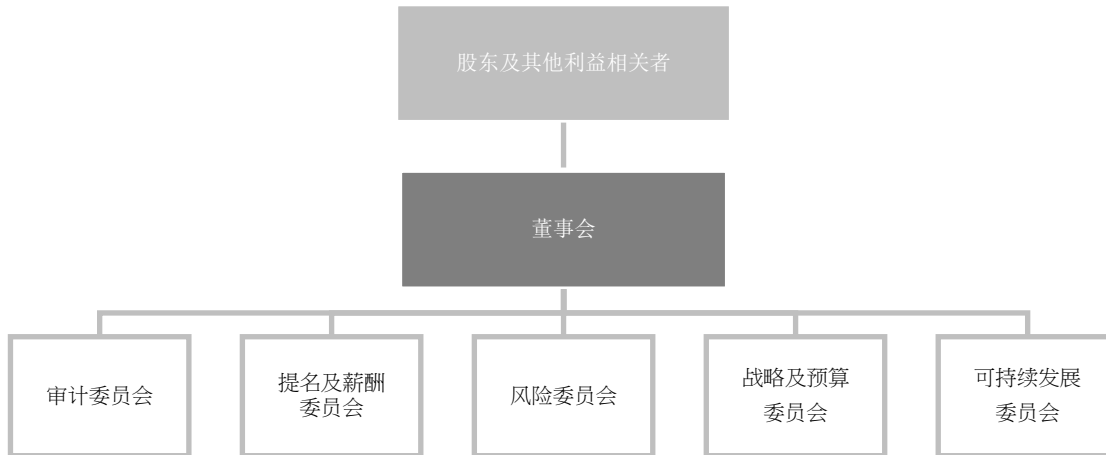 股东及其他利益相关者
董事会
审计委员会
提名及薪酬
委员会
风险委员会
战略及预算
委员会
可持续发展
委员会